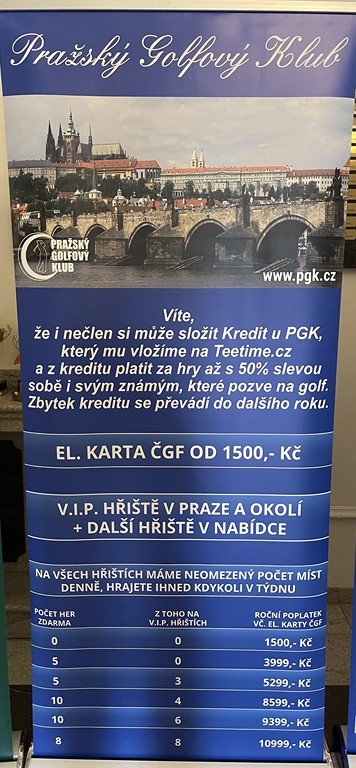 Pražský Golfový Klub
PRAŽSKÝ
GOLFOVÝ
KLUB
www.pgk.cz
Víte,
že i nečlen si může složit Kredit u PGK,
který mu vložíme na Teetime.cz
a z kreditu platit za hry až s 50% slevou
sobě i svým známým, které pozve na golf.
Zbytek kreditu se převádí do dalšího roku.
EL. KARTA ČGF OD 1500,- Kč
V.I.P. HŘIŠTĚ V PRAZE A OKOLÍ
+ DALŠÍ HŘIŠTĚ V NABÍDCE
NA VŠECH HŘIŠTÍCH MÁME NEOMEZENÝ POČET MÍST
DENNĚ, HRAJETE IHNED KDYKOLI V TÝDNU
POČET HER ZDARMA Z TOHO NA V.I.P. HŘIŠTÍCH ROČNÍ POPLATEK VČ. EL. KARTY ČGF
0 0 1500,- Kč
5 0 3999,- Kč
5 3 5299,- Kč
10 4 8599,- Kč
10 6 9399,- Kč
8 8 10999,- Kč